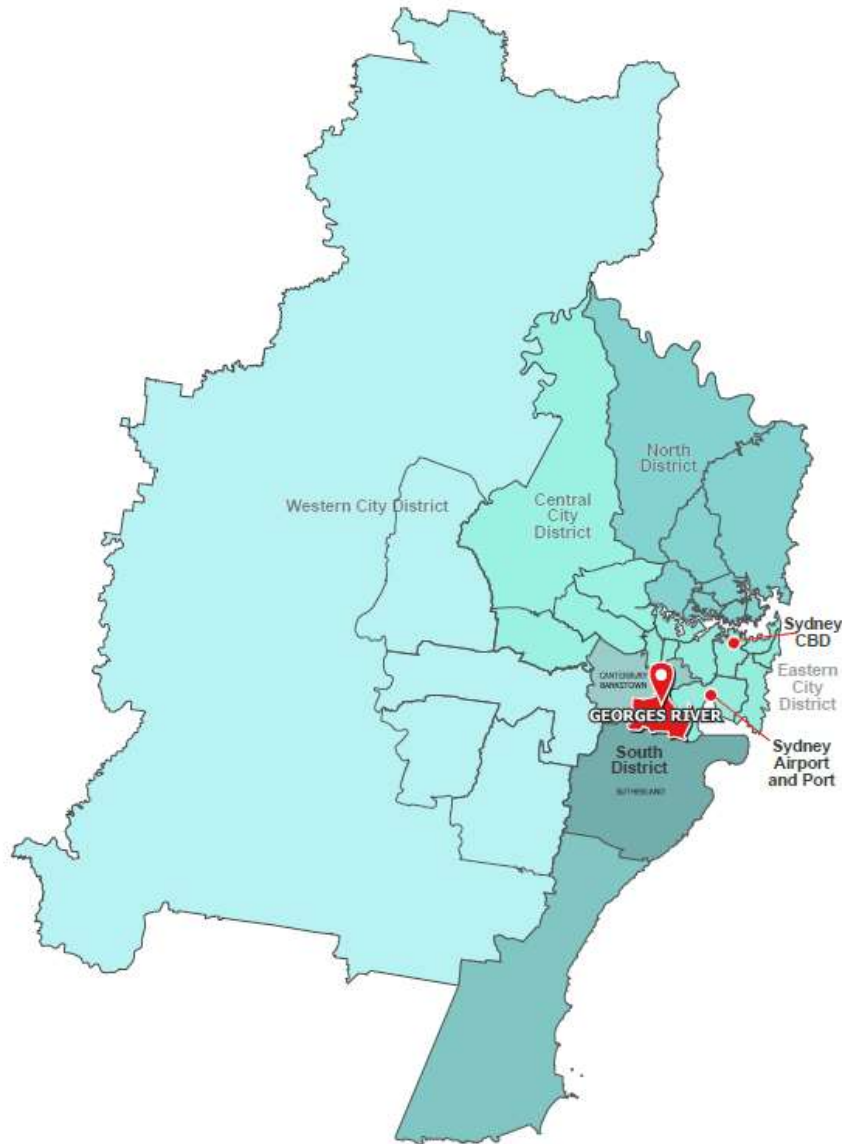 North
District
Western City District
Central
City
District
Sydney
CBD
CANTERBURY
BANKSTOWN
Eastern
City
District
GEORGES RIVER
South
District
SUTHERLAND
Sydney
Airport
and Port